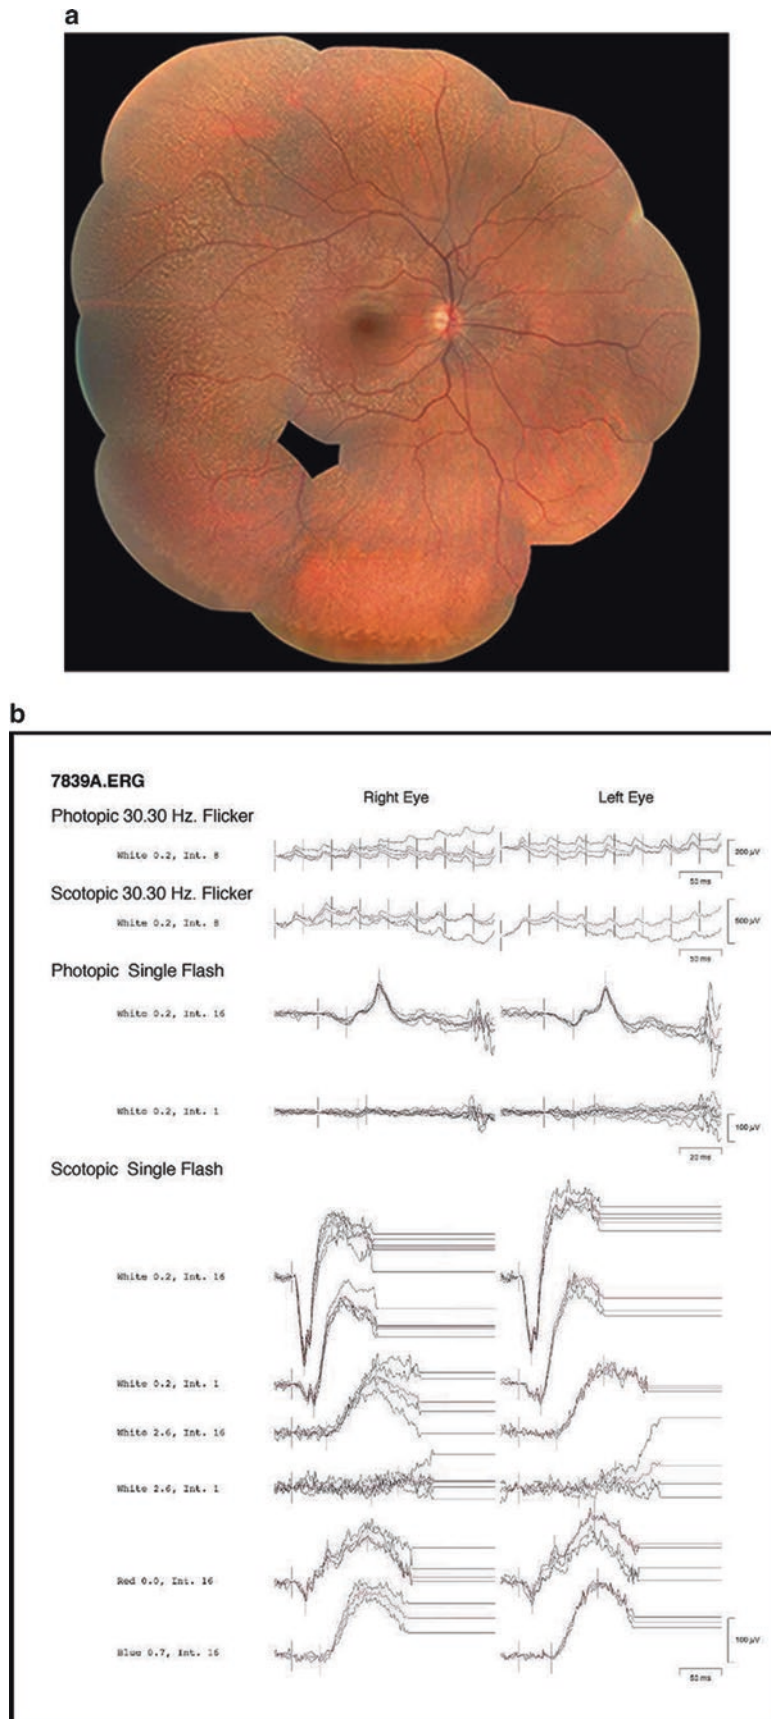 a
b
7839A.ERG
Right Eye Left Eye
Photopic 30.30 Hz. Flicker
White 0.2, Int. 8
200 µV
50 ms
Scotopic 30.30 Hz. Flicker
White 0.2, Int. 8
500 µV
50 ms
Photopic Single Flash
White 0.2, Int. 16
White 0.2, Int. 1
100 µV
20 ms
Scotopic Single Flash
White 0.2, Int. 16
White 0.2, Int. 1
White 2.6, Int. 16
White 2.6, Int. 1
Red 0.0, Int. 16
Blue 0.7, Int. 16
100 µV
50 ms